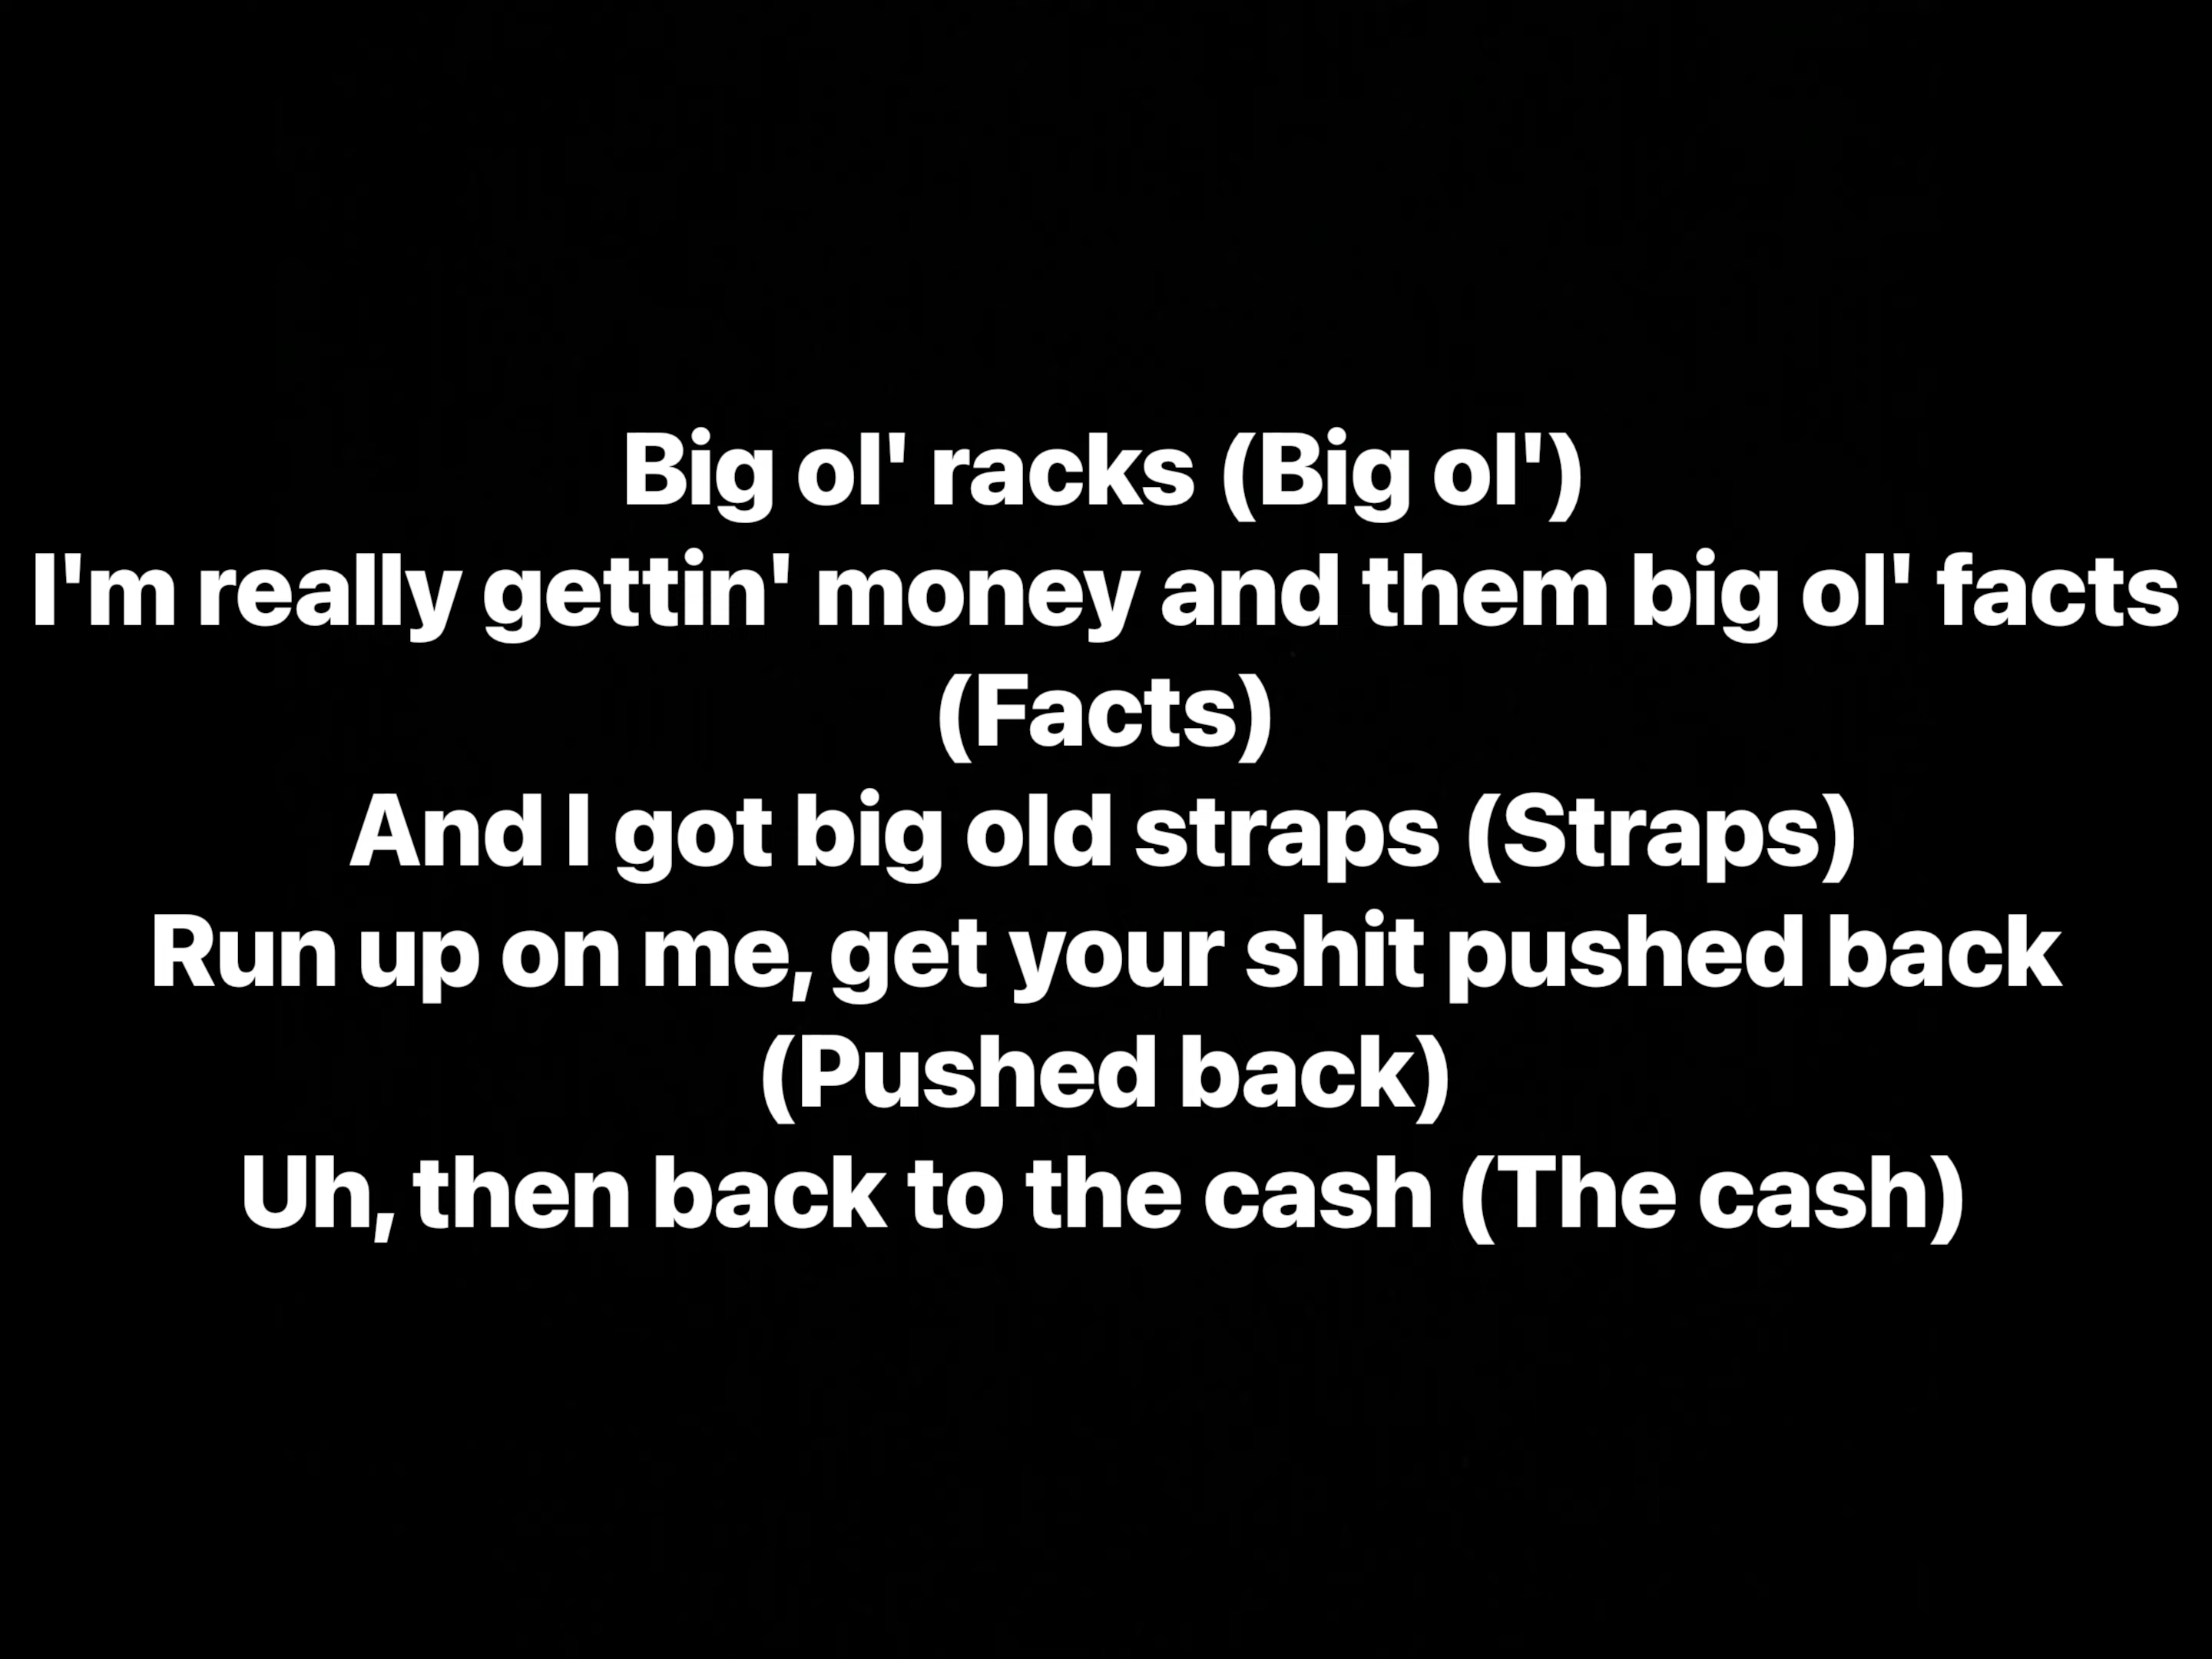 Big ol' racks (Big ol')
I'm really gettin' money and them big ol' facts
(Facts)
And I got big old straps (Straps)
Run up on me, get your shit pushed back
(Pushed back)
Uh, then back to the cash (The cash)